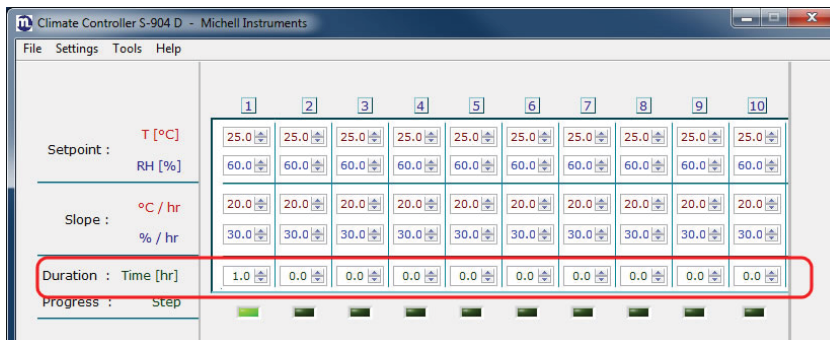 Climate Controller S-904 D - Michell Instruments
File Settings Tools Help
1 2 3 4 5 6 7 8 9 10
Setpoint :
T [°C] 25.0 25.0 25.0 25.0 25.0 25.0 25.0 25.0 25.0 25.0
RH [%] 60.0 60.0 60.0 60.0 60.0 60.0 60.0 60.0 60.0 60.0
Slope :
°C / hr 20.0 20.0 20.0 20.0 20.0 20.0 20.0 20.0 20.0 20.0
% / hr 30.0 30.0 30.0 30.0 30.0 30.0 30.0 30.0 30.0 30.0
Duration : Time [hr] 1.0 0.0 0.0 0.0 0.0 0.0 0.0 0.0 0.0 0.0
Progress : Step